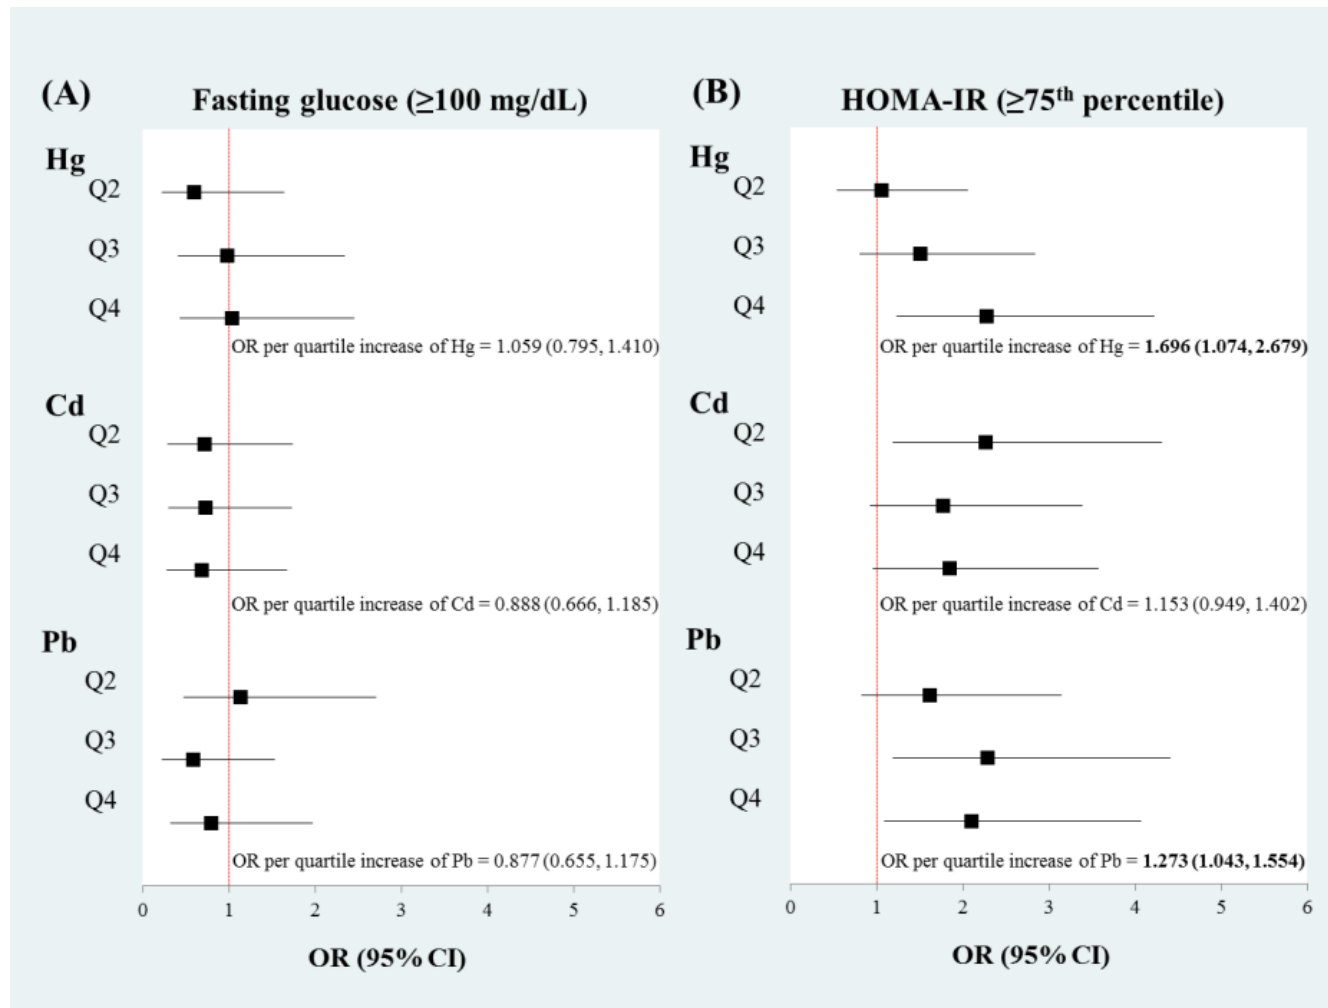 (A)
Fasting glucose (≥100 mg/dL)
Hg
Q2
Q3
Q4
OR per quartile increase of Hg = 1.059 (0.795, 1.410)
Cd
Q2
Q3
Q4
OR per quartile increase of Cd = 0.888 (0.666, 1.185)
Pb
Q2
Q3
Q4
OR per quartile increase of Pb = 0.877 (0.655, 1.175)
0 1 2 3 4 5 6
OR (95% CI)
(B)
HOMA-IR (≥75th percentile)
Hg
Q2
Q3
Q4
OR per quartile increase of Hg = 1.696 (1.074, 2.679)
Cd
Q2
Q3
Q4
OR per quartile increase of Cd = 1.153 (0.949, 1.402)
Pb
Q2
Q3
Q4
OR per quartile increase of Pb = 1.273 (1.043, 1.554)
0 1 2 3 4 5 6
OR (95% CI)